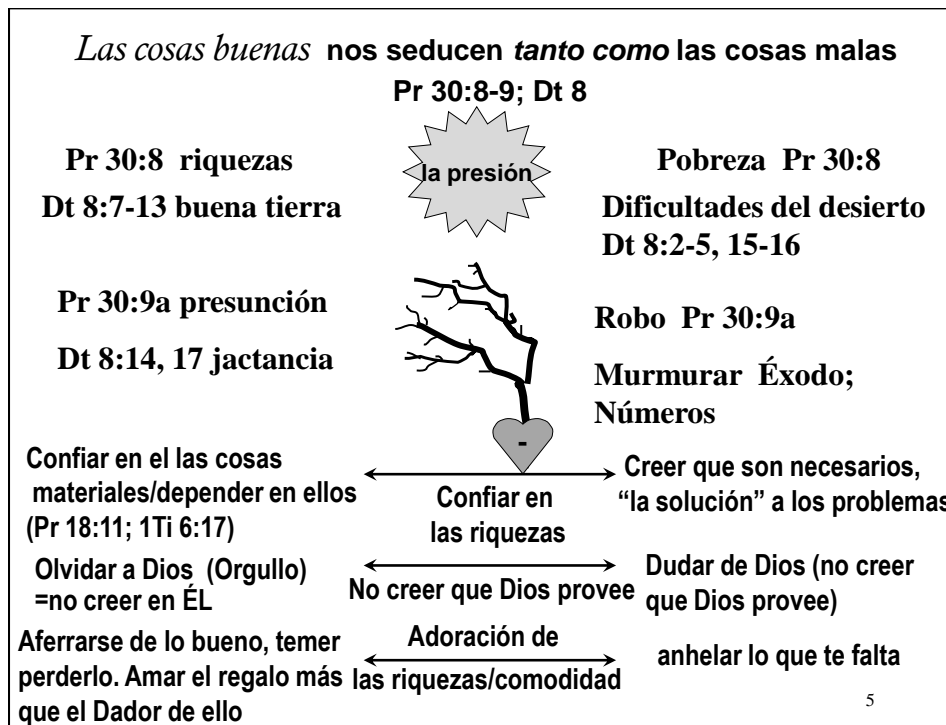 Las cosas buenas nos seducen tanto como las cosas malas
Pr 30:8-9; Dt 8
Pr 30:8 riquezas
Dt 8:7-13 buena tierra
la presión
Pobreza Pr 30:8
Dificultades del desierto
Dt 8:2-5, 15-16
Pr 30:9a presunción
Dt 8:14, 17 jactancia
Robo Pr 30:9a
Murmurar Éxodo;
Números
-
Confiar en el las cosas
materiales/depender en ellos
(Pr 18:11; 1Ti 6:17)
Confiar en
las riquezas
Creer que son necesarios,
“la solución” a los problemas
Olvidar a Dios (Orgullo)
=no creer en ÉL
No creer que Dios provee
Dudar de Dios (no creer
que Dios provee)
Aferrarse de lo bueno, temer
perderlo. Amar el regalo más
que el Dador de ello
Adoración de
las riquezas/comodidad
anhelar lo que te falta
5